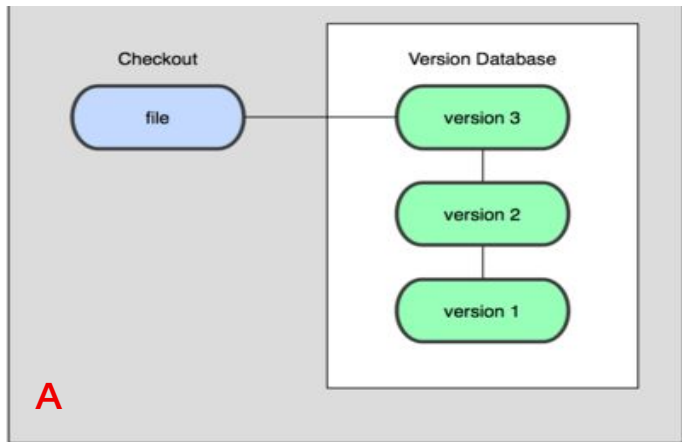 Checkout
Version Database
file
version 3
version 2
version 1
A